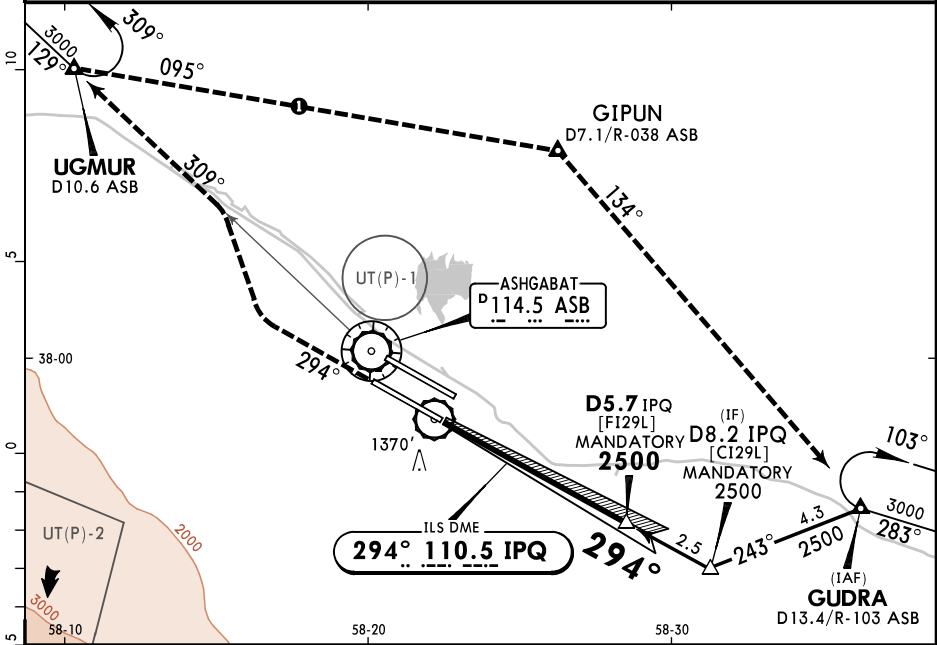 309°
3000
129°
095°
1
10
GIPUN
D7.1/R-038 ASB
UGMUR
D10.6 ASB
309°
134°
5
UT(P)-1
ASHGABAT
D 114.5 ASB
38-00
294°
D5.7 IPQ
[FI29L]
MANDATORY
2500
(IF)
D8.2 IPQ
[CI29L]
MANDATORY
2500
103°
1370'
0
3000
283°
UT(P)-2
2000
ILS DME
294° 110.5 IPQ
294°
2.5
243°
4.3
2500
(IAF)
GUDRA
D13.4/R-103 ASB
3000
5
58-10
58-20
58-30